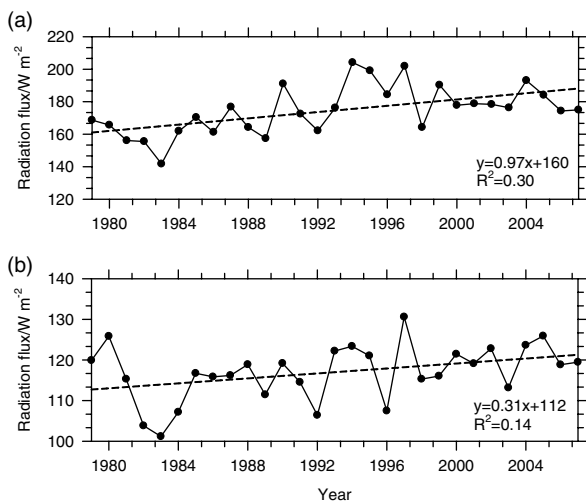 (a)
220
200
180
160
140
120
Radiation flux/W m⁻²
y=0.97x+160
R²=0.30
1980 1984 1988 1992 1996 2000 2004
(b)
140
130
120
110
100
Radiation flux/W m⁻²
y=0.31x+112
R²=0.14
1980 1984 1988 1992 1996 2000 2004
Year